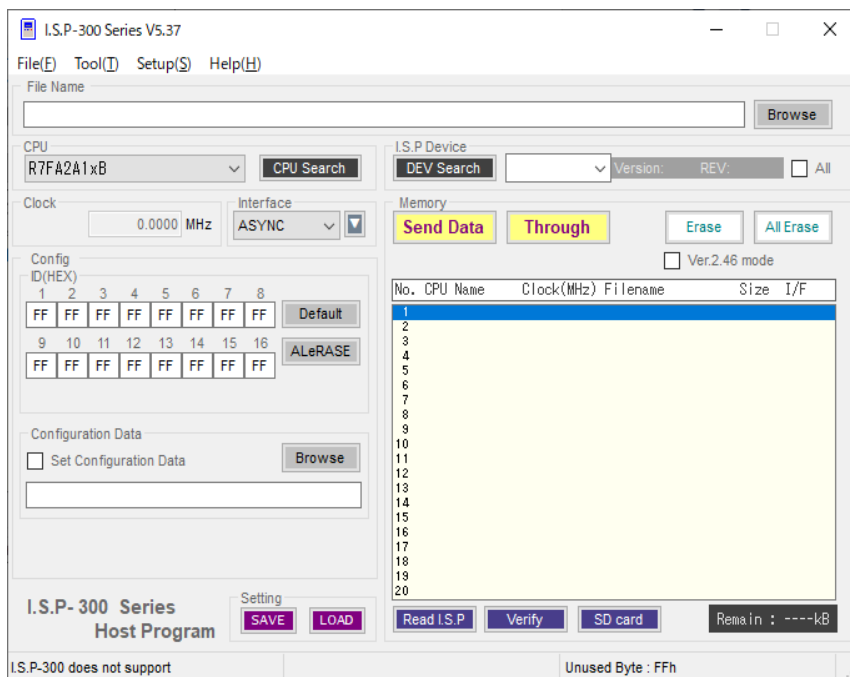 I.S.P-300 Series V5.37
File(F) Tool(T) Setup(S) Help(H)
File Name
Browse
CPU
R7FA2A1xB
CPU Search
I.S.P Device
DEV Search
Version: REV:
All
Clock
0.0000 MHz
Interface
ASYNC
Memory
Send Data
Through
Erase
All Erase
Ver.2.46 mode
Config
ID(HEX)
1 2 3 4 5 6 7 8
FF FF FF FF FF FF FF FF
Default
9 10 11 12 13 14 15 16
FF FF FF FF FF FF FF FF
ALeRASE
Configuration Data
Set Configuration Data
Browse
No. CPU Name Clock(MHz) Filename Size I/F
1
2
3
4
5
6
7
8
9
10
11
12
13
14
15
16
17
18
19
20
I.S.P- 300 Series
Host Program
Setting
SAVE
LOAD
Read I.S.P
Verify
SD card
Remain : ----kB
I.S.P-300 does not support
Unused Byte : FFh